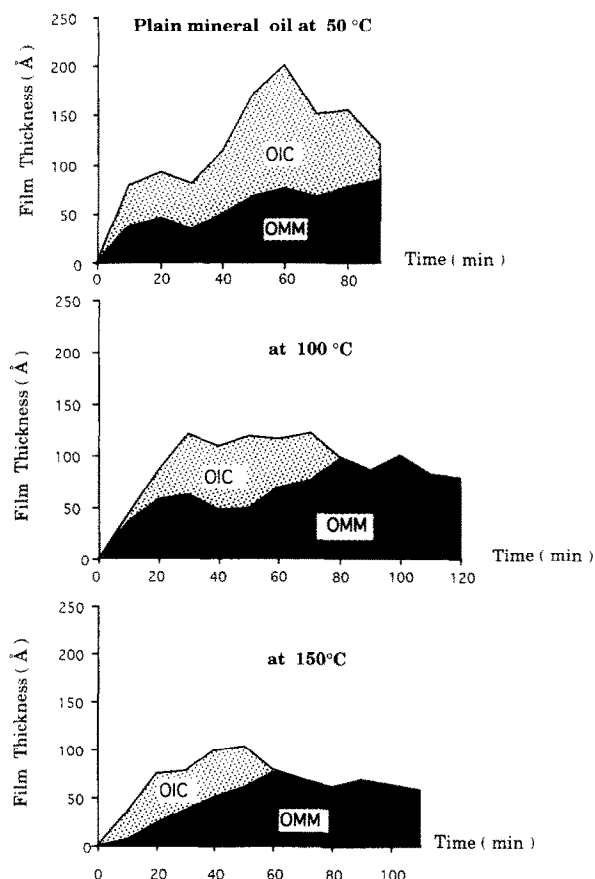 Plain mineral oil at 50 °C
Film Thickness ( Å )
250
200
150
100
50
0
OIC
OMM
0 20 40 60 80
Time ( min )
at 100 °C
Film Thickness ( Å )
250
200
150
100
50
0
OIC
OMM
0 20 40 60 80 100 120
Time ( min )
at 150°C
Film Thickness ( Å )
250
200
150
100
50
0
OIC
OMM
0 20 40 60 80 100
Time ( min )